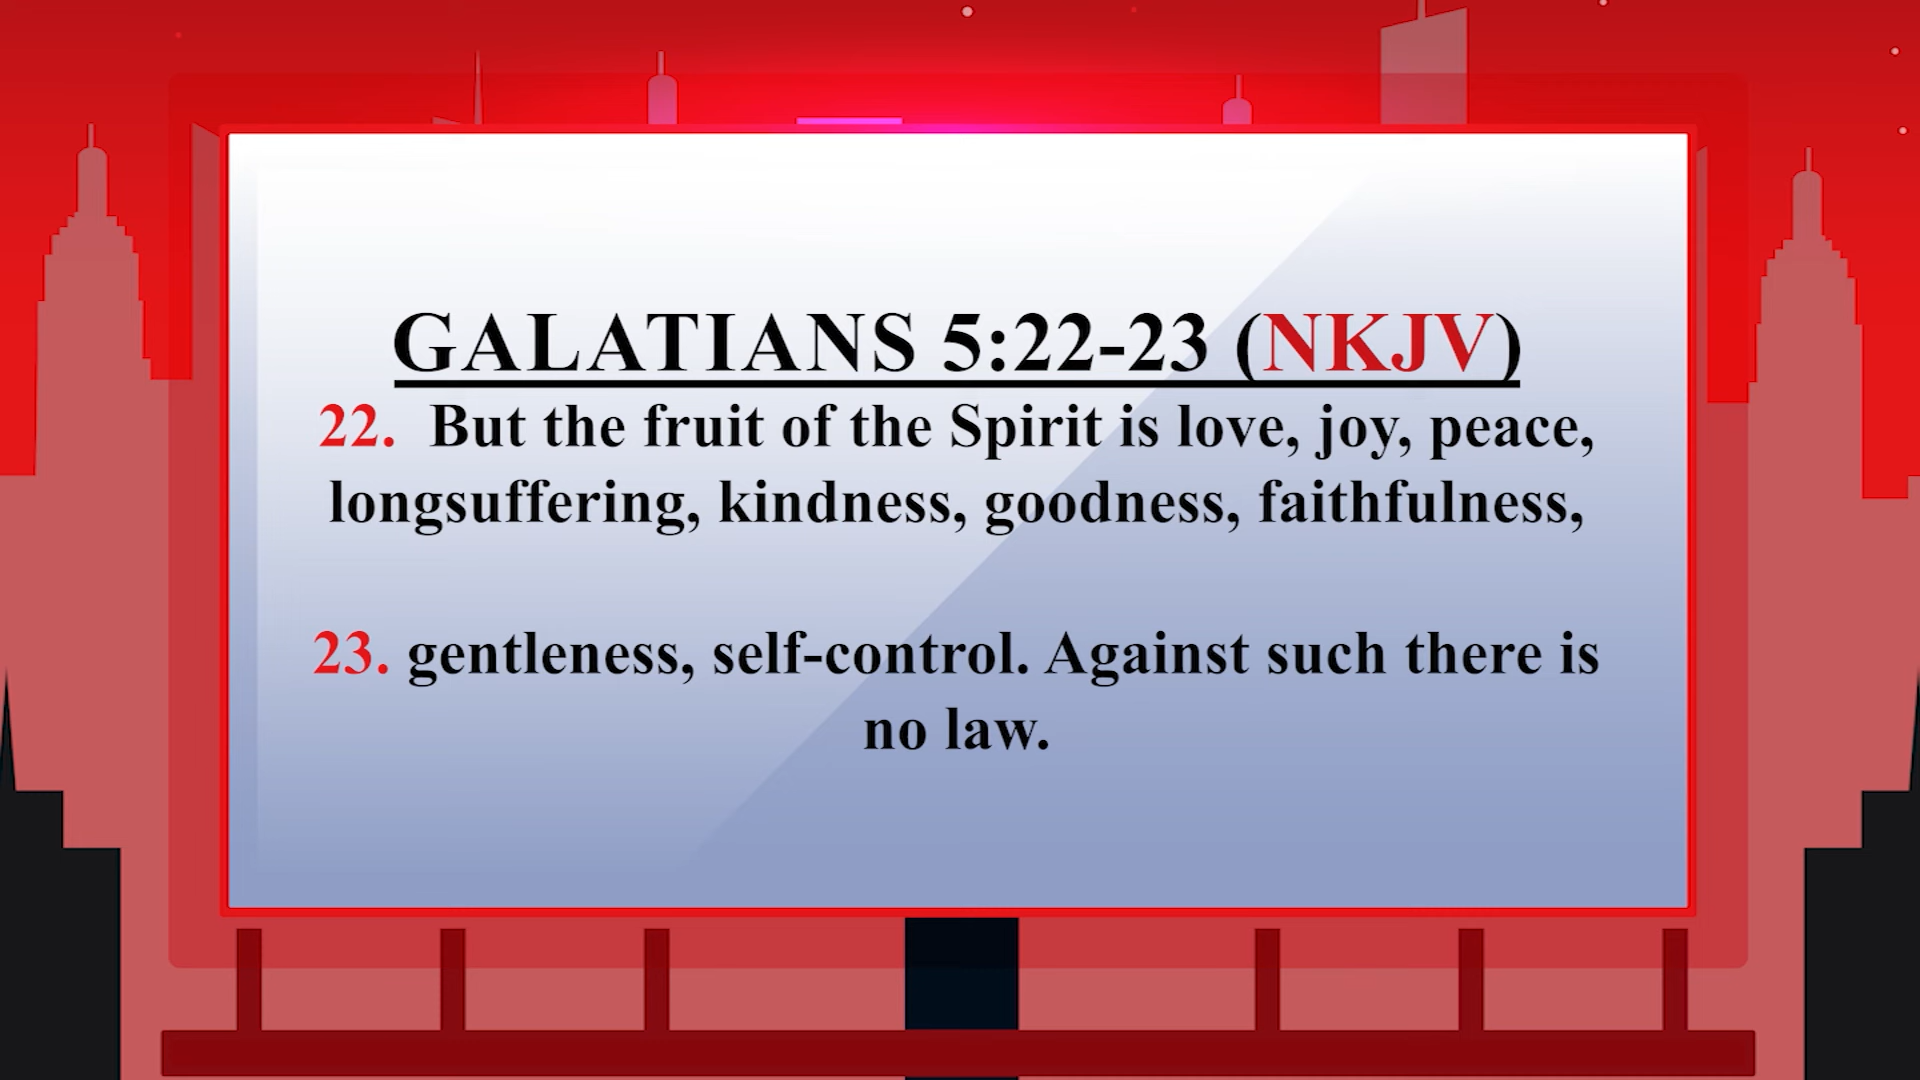 GALATIANS 5:22-23 (NKJV)
22. But the fruit of the Spirit is love, joy, peace,
longsuffering, kindness, goodness, faithfulness,
23. gentleness, self-control. Against such there is
no law.